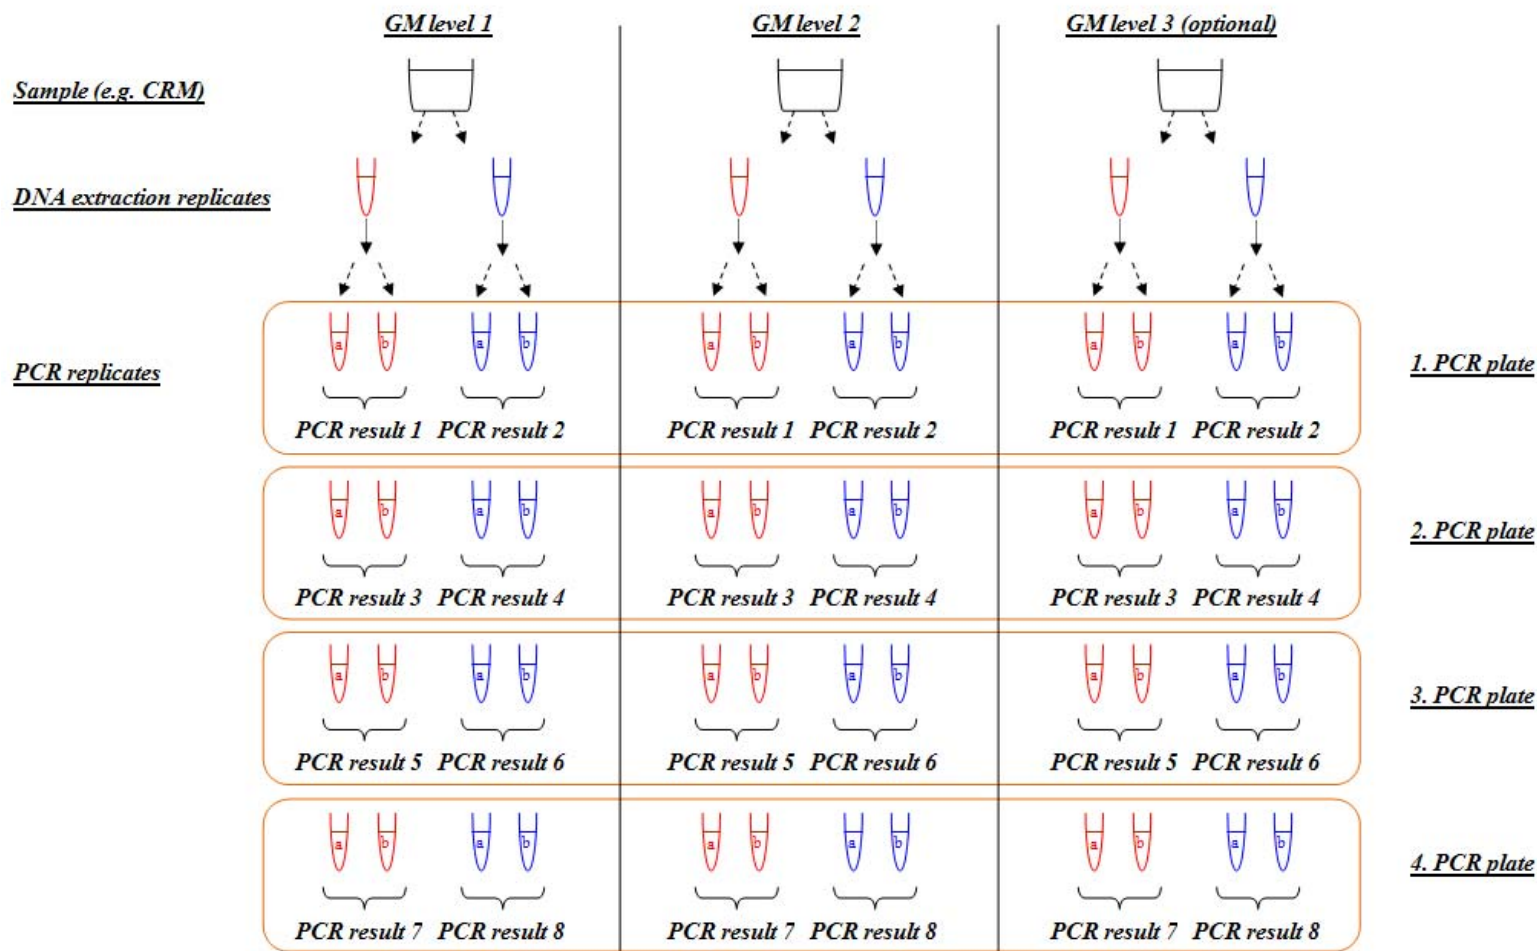 GM level 1 GM level 2 GM level 3 (optional)
Sample (e.g. CRM)
DNA extraction replicates
a b a b a b a b a b a b
PCR replicates 1. PCR plate
PCR result 1 PCR result 2 PCR result 1 PCR result 2 PCR result 1 PCR result 2
a b a b a b a b a b a b
2. PCR plate
PCR result 3 PCR result 4 PCR result 3 PCR result 4 PCR result 3 PCR result 4
a b a b a b a b a b a b
3. PCR plate
PCR result 5 PCR result 6 PCR result 5 PCR result 6 PCR result 5 PCR result 6
a b a b a b a b a b a b
4. PCR plate
PCR result 7 PCR result 8 PCR result 7 PCR result 8 PCR result 7 PCR result 8